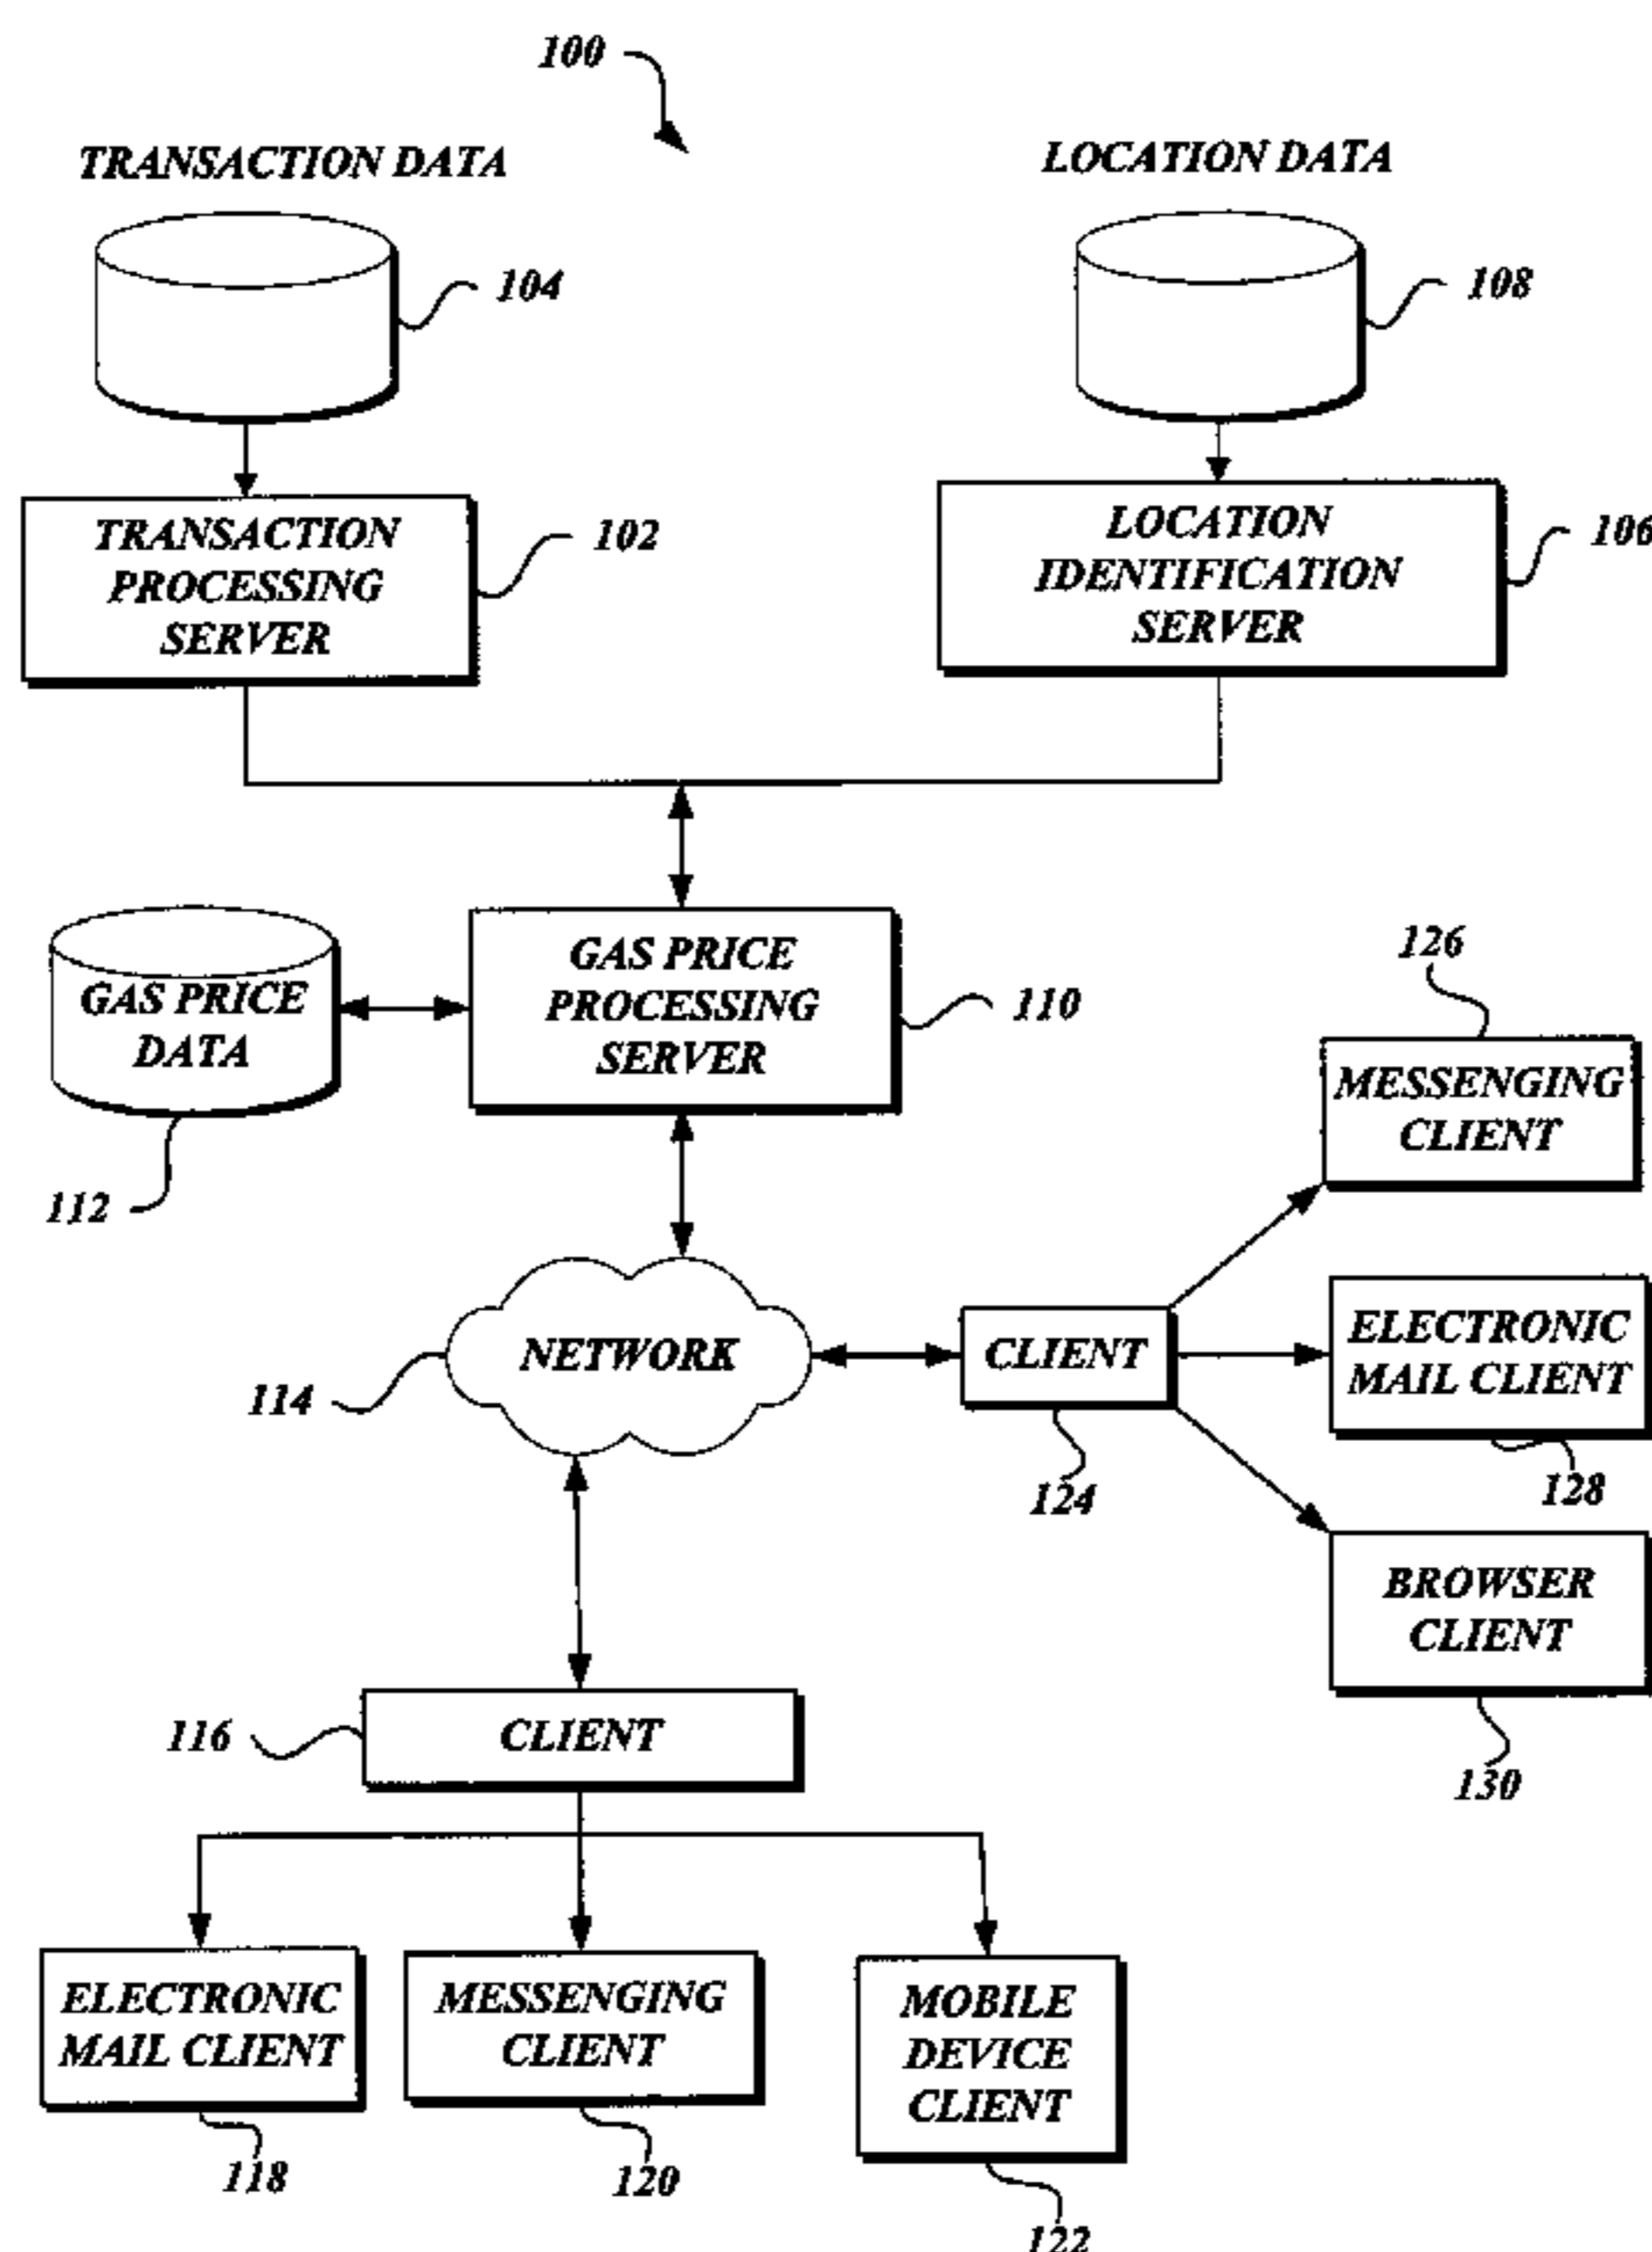 100
TRANSACTION DATA
LOCATION DATA
104
108
TRANSACTION
PROCESSING
SERVER
102
LOCATION
IDENTIFICATION
SERVER
106
GAS PRICE
DATA
112
GAS PRICE
PROCESSING
SERVER
110
126
MESSENGING
CLIENT
NETWORK
114
CLIENT
124
ELECTRONIC
MAIL CLIENT
128
BROWSER
CLIENT
130
116
CLIENT
ELECTRONIC
MAIL CLIENT
118
MESSENGING
CLIENT
120
MOBILE
DEVICE
CLIENT
122